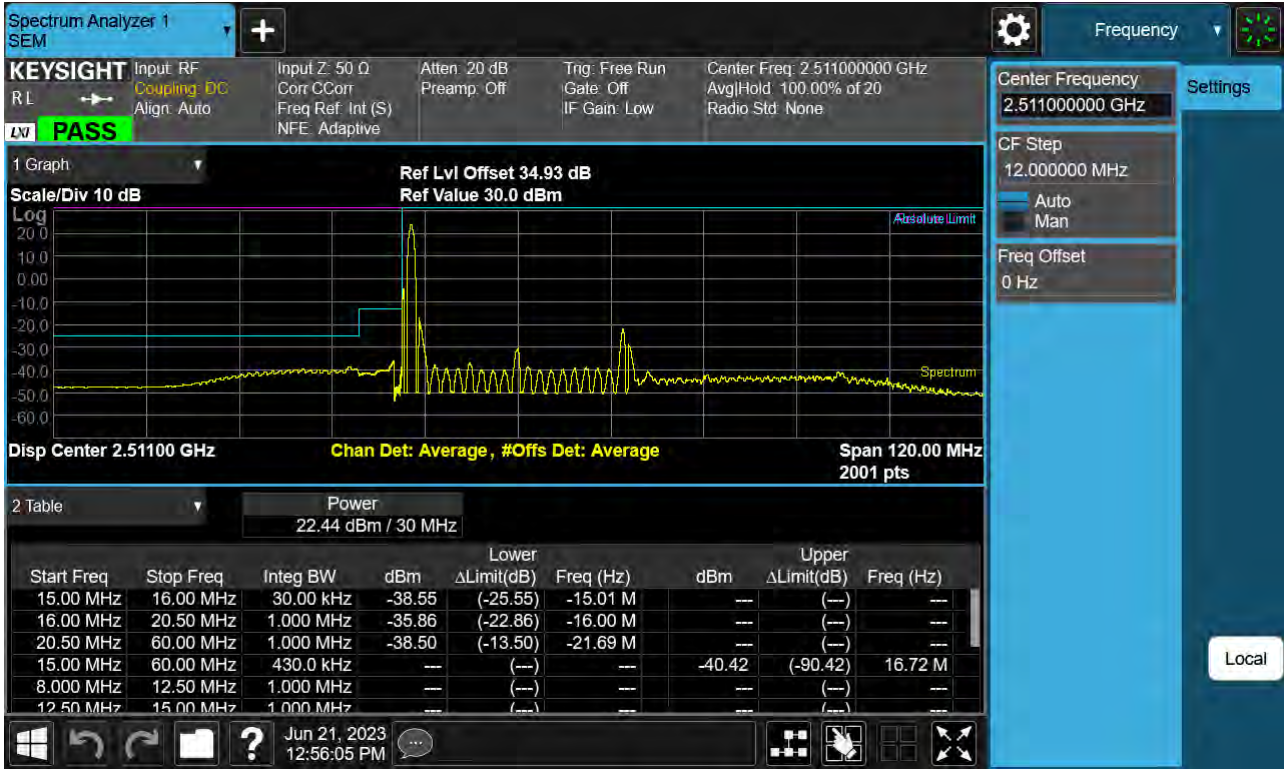 Spectrum Analyzer 1
SEM
+
Frequency
KEYSIGHT
R L
LXI
PASS
Input: RF
Coupling: DC
Align: Auto
Input Z: 50 Ω
Corr CCorr
Freq Ref: Int (S)
NFE: Adaptive
Atten: 20 dB
Preamp: Off
Trig: Free Run
Gate: Off
IF Gain: Low
Center Freq: 2.511000000 GHz
Avg|Hold: 100.00% of 20
Radio Std: None
Center Frequency
2.511000000 GHz
Settings
CF Step
12.000000 MHz
Auto
Man
Freq Offset
0 Hz
Local
1 Graph
Scale/Div 10 dB
Ref Lvl Offset 34.93 dB
Ref Value 30.0 dBm
Log
20.0
10.0
0.00
-10.0
-20.0
-30.0
-40.0
-50.0
-60.0
Limit
Spectrum
Disp Center 2.51100 GHz
Chan Det: Average, #Offs Det: Average
Span 120.00 MHz
2001 pts
2 Table
Power
22.44 dBm / 30 MHz
Lower Upper
Start Freq Stop Freq Integ BW dBm ΔLimit(dB) Freq (Hz) dBm ΔLimit(dB) Freq (Hz)
15.00 MHz 16.00 MHz 30.00 kHz -38.55 (-25.55) -15.01 M --- (---) ---
16.00 MHz 20.50 MHz 1.000 MHz -35.86 (-22.86) -16.00 M --- (---) ---
20.50 MHz 60.00 MHz 1.000 MHz -38.50 (-13.50) -21.69 M --- (---) ---
15.00 MHz 60.00 MHz 430.0 kHz --- (---) --- -40.42 (-90.42) 16.72 M
8.000 MHz 12.50 MHz 1.000 MHz --- (---) --- --- (---) ---
12.50 MHz 15.00 MHz 1.000 MHz --- (---) --- --- (---) ---
?
Jun 21, 2023
12:56:05 PM